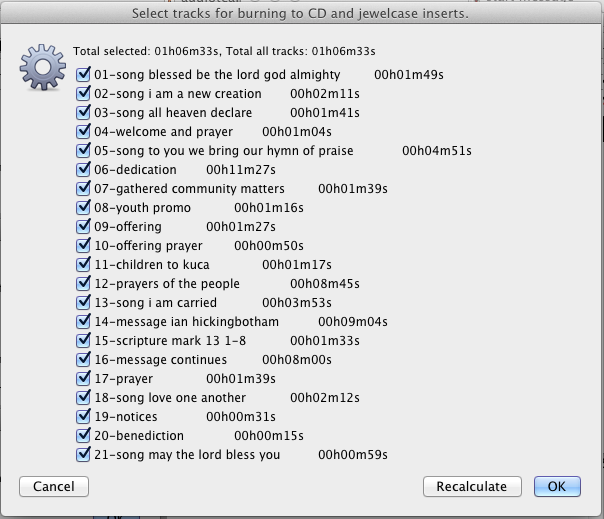 Select tracks for burning to CD and jewelcase inserts.
Total selected: 01h06m33s, Total all tracks: 01h06m33s
01-song blessed be the lord god almighty 00h01m49s
02-song i am a new creation 00h02m11s
03-song all heaven declare 00h01m41s
04-welcome and prayer 00h01m04s
05-song to you we bring our hymn of praise 00h04m51s
06-dedication 00h11m27s
07-gathered community matters 00h01m39s
08-youth promo 00h01m16s
09-offering 00h01m27s
10-offering prayer 00h00m50s
11-children to kuca 00h01m17s
12-prayers of the people 00h08m45s
13-song i am carried 00h03m53s
14-message ian hickingbotham 00h09m04s
15-scripture mark 13 1-8 00h01m33s
16-message continues 00h08m00s
17-prayer 00h01m39s
18-song love one another 00h02m12s
19-notices 00h00m31s
20-benediction 00h00m15s
21-song may the lord bless you 00h00m59s
Cancel Recalculate OK